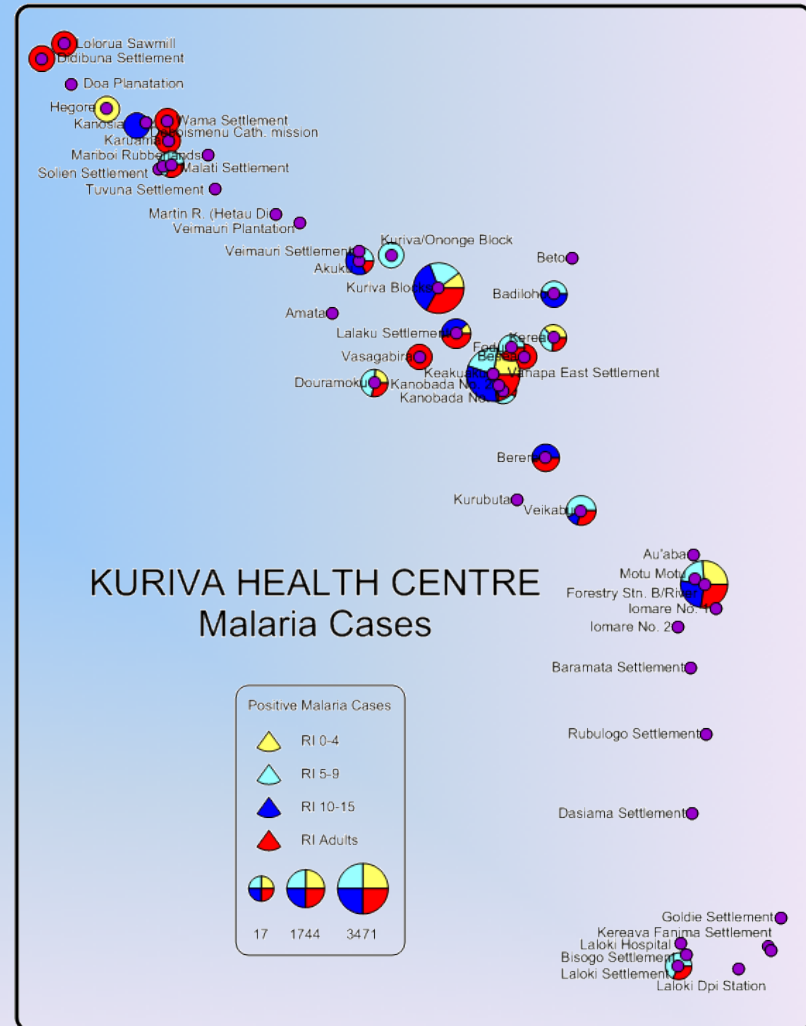 Lolorua Sawmill
Didibuna Settlement
Doa Planatation
Hegore
Kanosia
Wama Settlement
Karuama
Mariboi Rubberlands
Solien Settlement
Malati Settlement
Tuvuna Settlement
Martin R. (Hetau Di
Veimauri Plantation
Kuriva/Ononge Block
Veimauri Settlement
Akuku
Beto
Kuriva Blocks
Badiloho
Amata
Lalaku Settlement
Kerea
Fodu
Vasagabira
Douramoku
Keakuaku
Vanapa East Settlement
Kanobada No. 2
Kanobada No.
Berer
Kurubuta
Veikabu
Au'aba
KURIVA HEALTH CENTRE
Malaria Cases
Motu Motu
Forestry Stn. B/River
Iomare No. 1
Iomare No. 2
Baramata Settlement
Rubulogo Settlement
Dasiama Settlement
Positive Malaria Cases
RI 0-4
RI 5-9
RI 10-15
RI Adults
17 1744 3471
Goldie Settlement
Kereava Fanima Settlement
Laloki Hospital
Bisogo Settlement
Laloki Settlement
Laloki Dpi Station